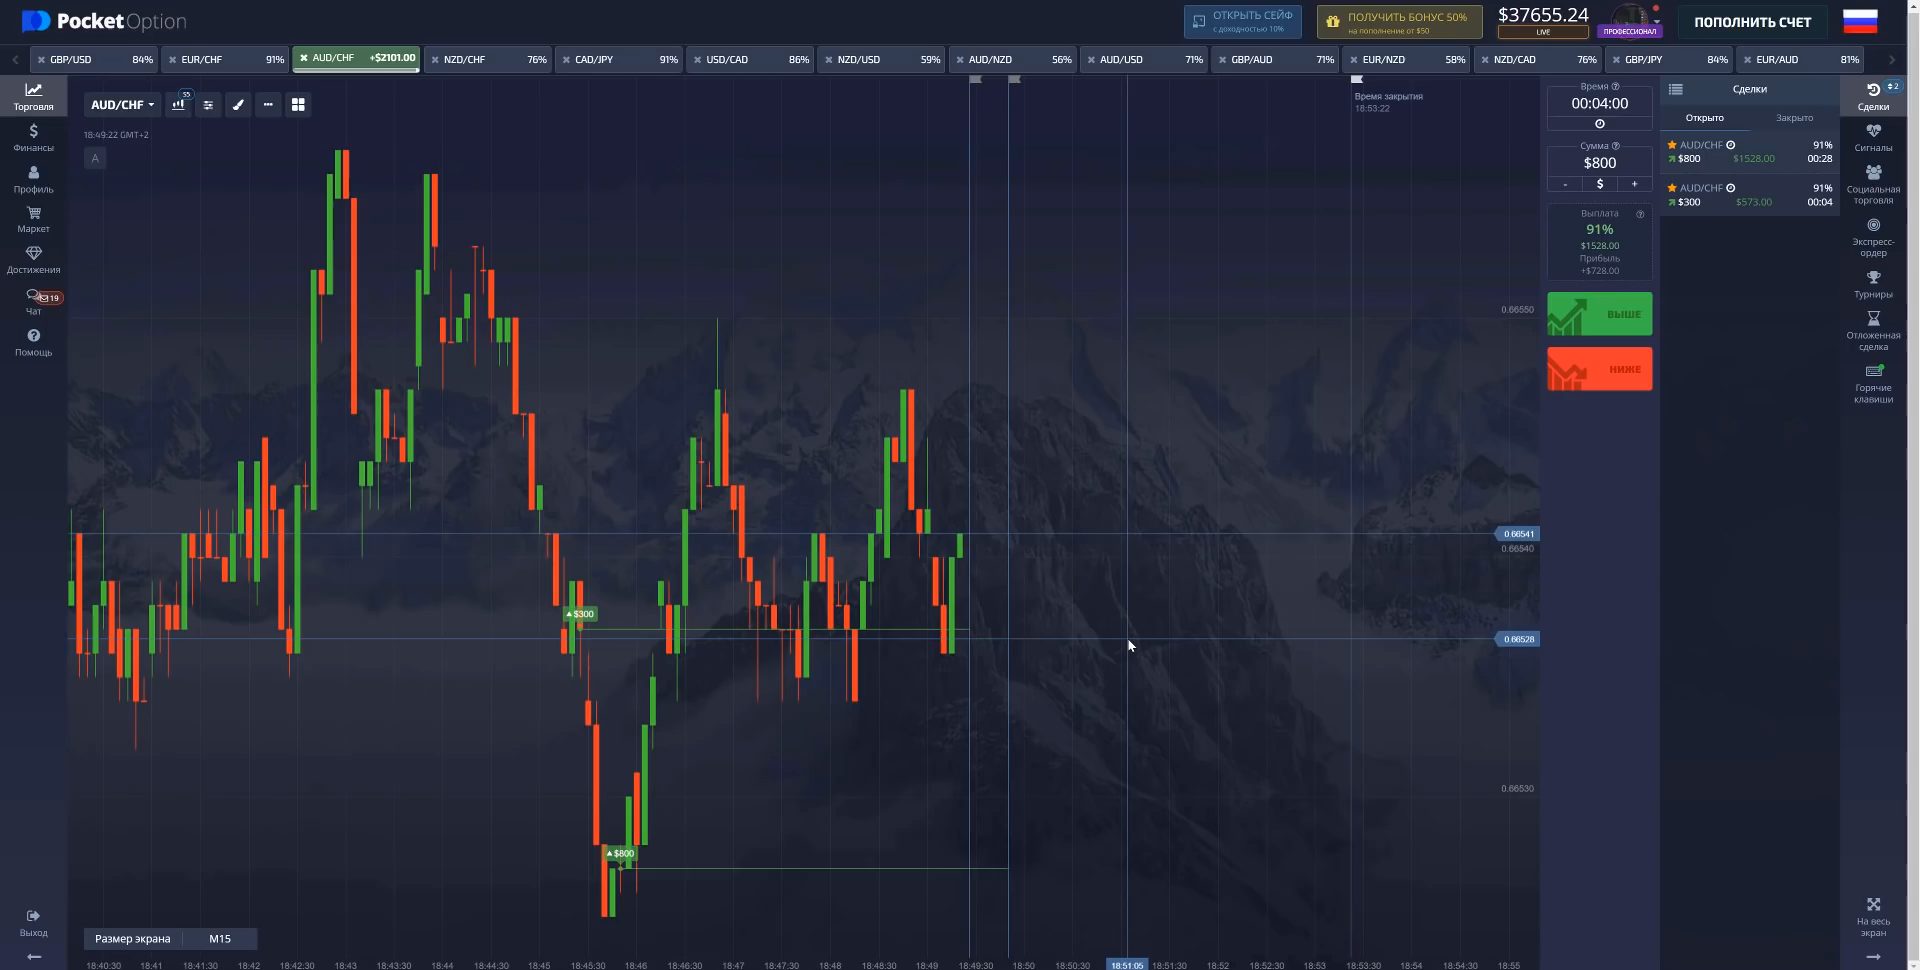 PocketOption
ОТКРЫТЬ СЕЙФ
с доходностью 10%
ПОЛУЧИТЬ БОНУС 50%
на пополнение от $50
$37655.24
LIVE
ПРОФЕССИОНАЛ
ПОПОЛНИТЬ СЧЕТ
GBP/USD 84%
EUR/CHF 91%
AUD/CHF +$2101.00
NZD/CHF 76%
CAD/JPY 91%
USD/CAD 86%
NZD/USD 59%
AUD/NZD 56%
AUD/USD 71%
GBP/AUD 71%
EUR/NZD 58%
NZD/CAD 76%
GBP/JPY 84%
EUR/AUD 81%
Торговля
Финансы
Профиль
Маркет
Достижения
19
Чат
Помощь
Выход
AUD/CHF
S5
18:49:22 GMT+2
A
Время закрытия
18:53:22
$300
$800
0.66550
0.66541
0.66540
0.66528
0.66530
Размер экрана M15
18:40:30 18:41 18:41:30 18:42 18:42:30 18:43 18:43:30 18:44 18:44:30 18:45 18:45:30 18:46 18:46:30 18:47 18:47:30 18:48 18:48:30 18:49 18:49:30 18:50 18:50:30 18:51:05 18:51:30 18:52 18:52:30 18:53 18:53:30 18:54 18:54:30 18:55
Время
00:04:00
Сумма
$800
- $ +
Выплата
91%
$1528.00
Прибыль
+$728.00
ВЫШЕ
НИЖЕ
Сделки
Открыто Закрыто
AUD/CHF 91%
$800 $1528.00 00:28
AUD/CHF 91%
$300 $573.00 00:04
2
Сделки
Сигналы
Социальная
торговля
Экспресс-
ордер
Турниры
Отложенная
сделка
Горячие
клавиши
На весь
экран